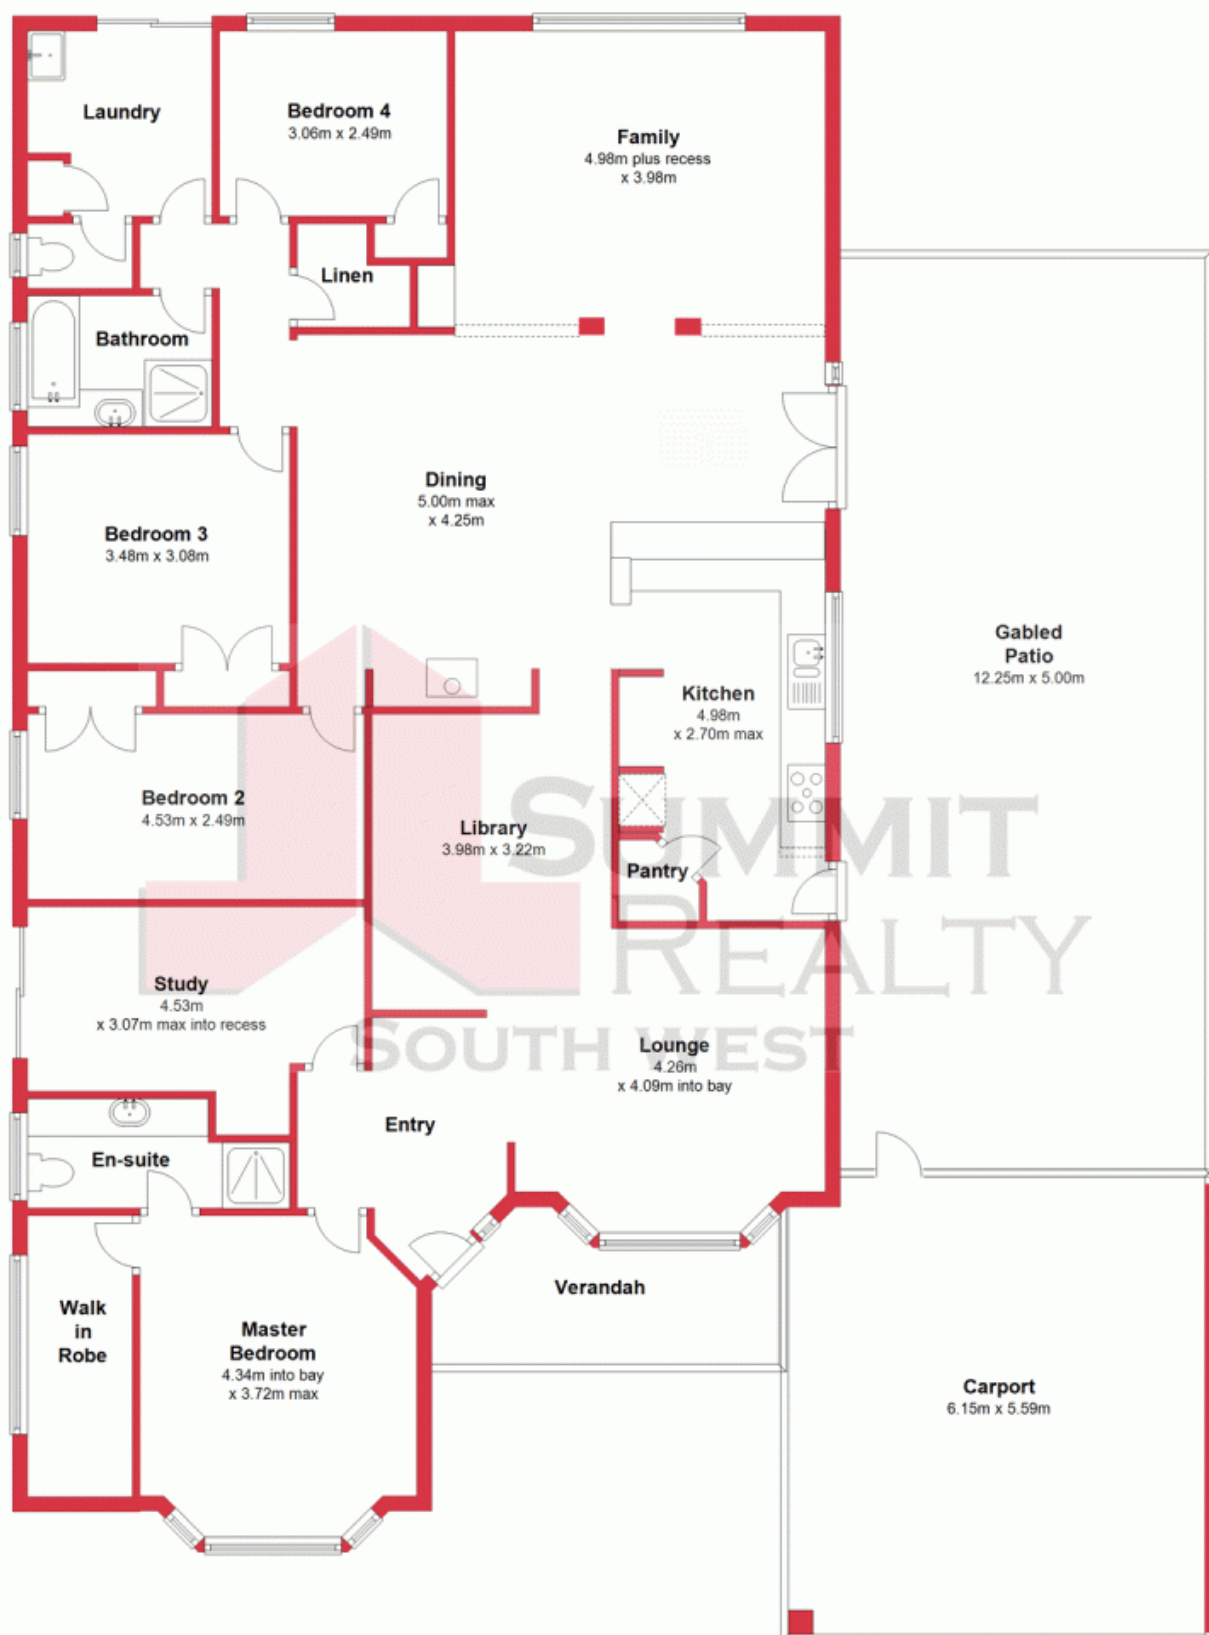 Laundry
Bedroom 4
3.06m x 2.49m
Family
4.98m plus recess
x 3.98m
Linen
Bathroom
Dining
5.00m max
x 4.25m
Bedroom 3
3.48m x 3.08m
Gabled
Patio
12.25m x 5.00m
Kitchen
4.98m
x 2.70m max
Bedroom 2
4.53m x 2.49m
Library
3.98m x 3.22m
Pantry
SUMMIT
REALTY
SOUTH WEST
Study
4.53m
x 3.07m max into recess
Lounge
4.26m
x 4.09m into bay
Entry
En-suite
Verandah
Walk
in
Robe
Master
Bedroom
4.34m into bay
x 3.72m max
Carport
6.15m x 5.59m